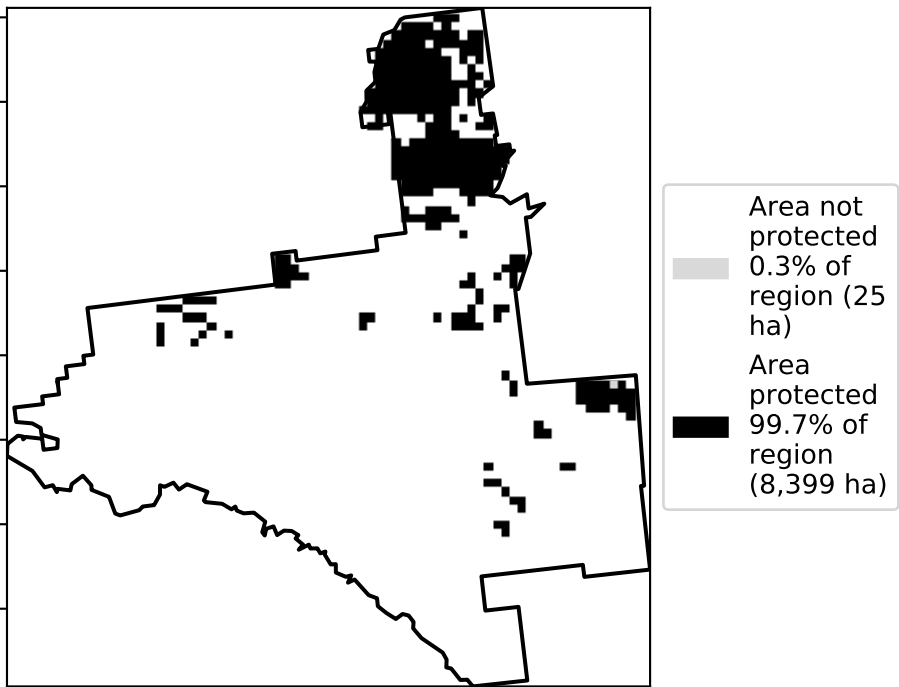 Area not
protected
0.3% of
region (25
ha)
Area
protected
99.7% of
region
(8,399 ha)